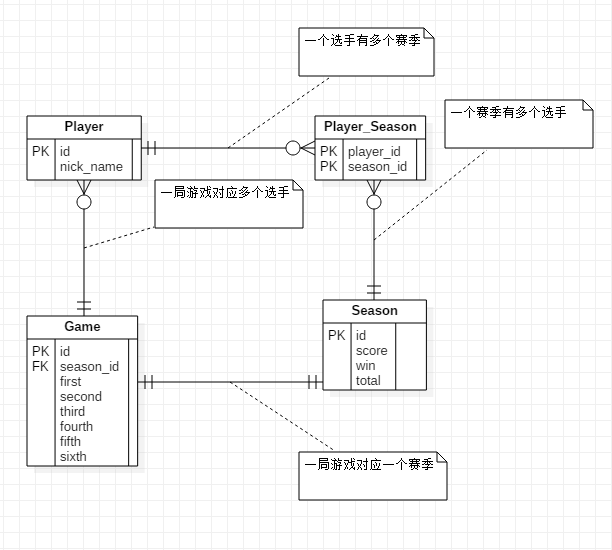 一个选手有多个赛季
一个赛季有多个选手
Player
PK id
nick_name
Player_Season
PK player_id
PK season_id
一局游戏对应多个选手
Game
PK id
FK season_id
first
second
third
fourth
fifth
sixth
Season
PK id
score
win
total
一局游戏对应一个赛季